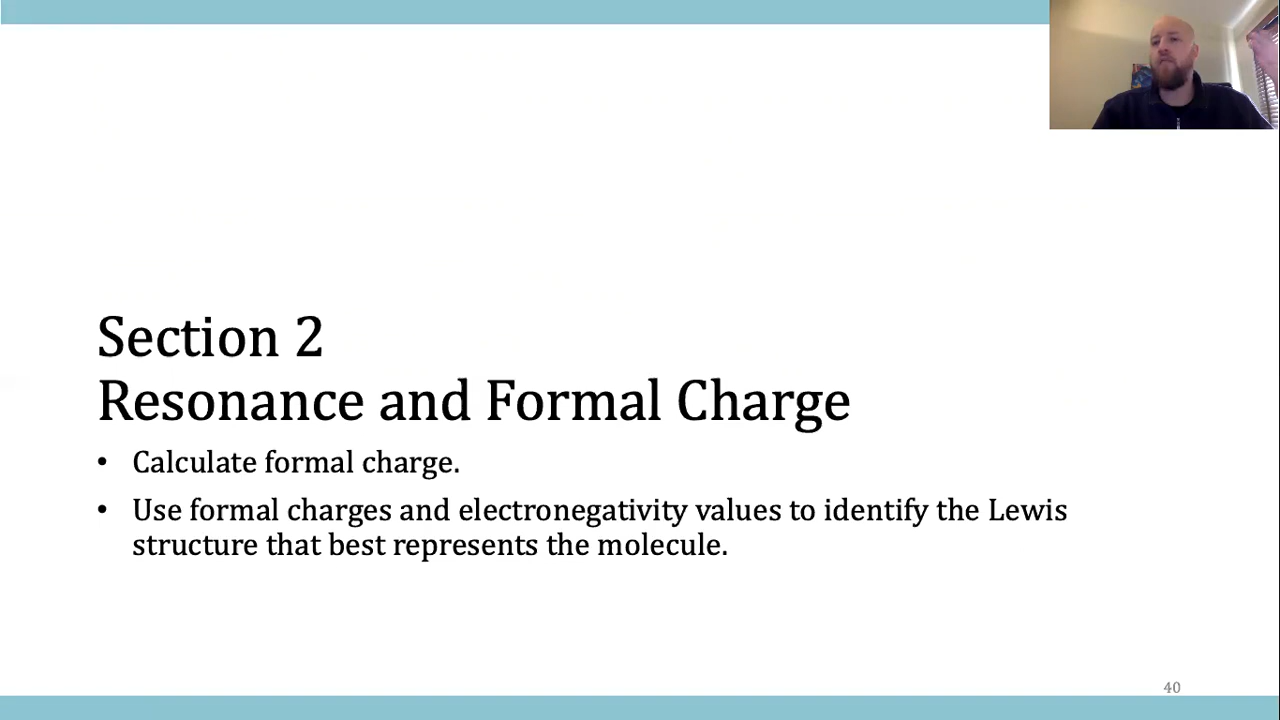 Section 2
Resonance and Formal Charge
• Calculate formal charge.
• Use formal charges and electronegativity values to identify the Lewis
structure that best represents the molecule.
40